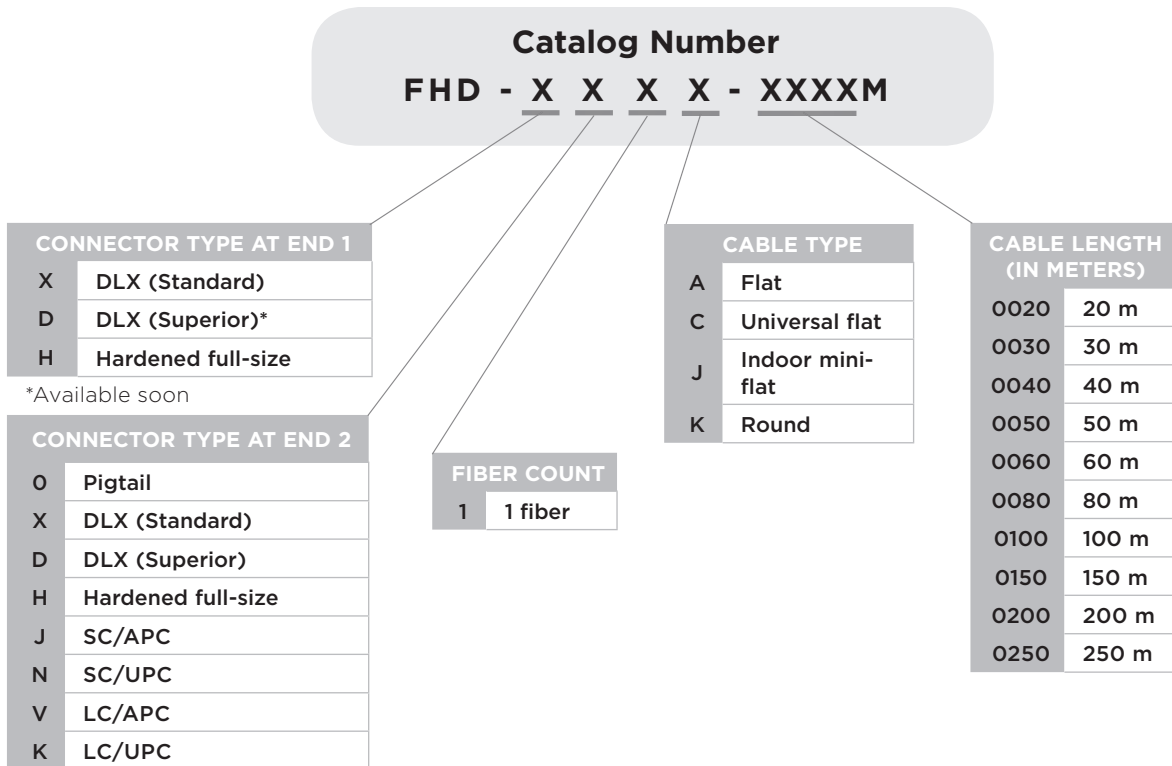 Catalog Number
FHD - X X X X - XXXXM
CONNECTOR TYPE AT END 1
X DLX (Standard)
D DLX (Superior)*
H Hardened full-size
*Available soon
CONNECTOR TYPE AT END 2
0 Pigtail
X DLX (Standard)
D DLX (Superior)
H Hardened full-size
J SC/APC
N SC/UPC
V LC/APC
K LC/UPC
FIBER COUNT
1 1 fiber
CABLE TYPE
A Flat
C Universal flat
J Indoor mini-
flat
K Round
CABLE LENGTH
(IN METERS)
0020 20 m
0030 30 m
0040 40 m
0050 50 m
0060 60 m
0080 80 m
0100 100 m
0150 150 m
0200 200 m
0250 250 m